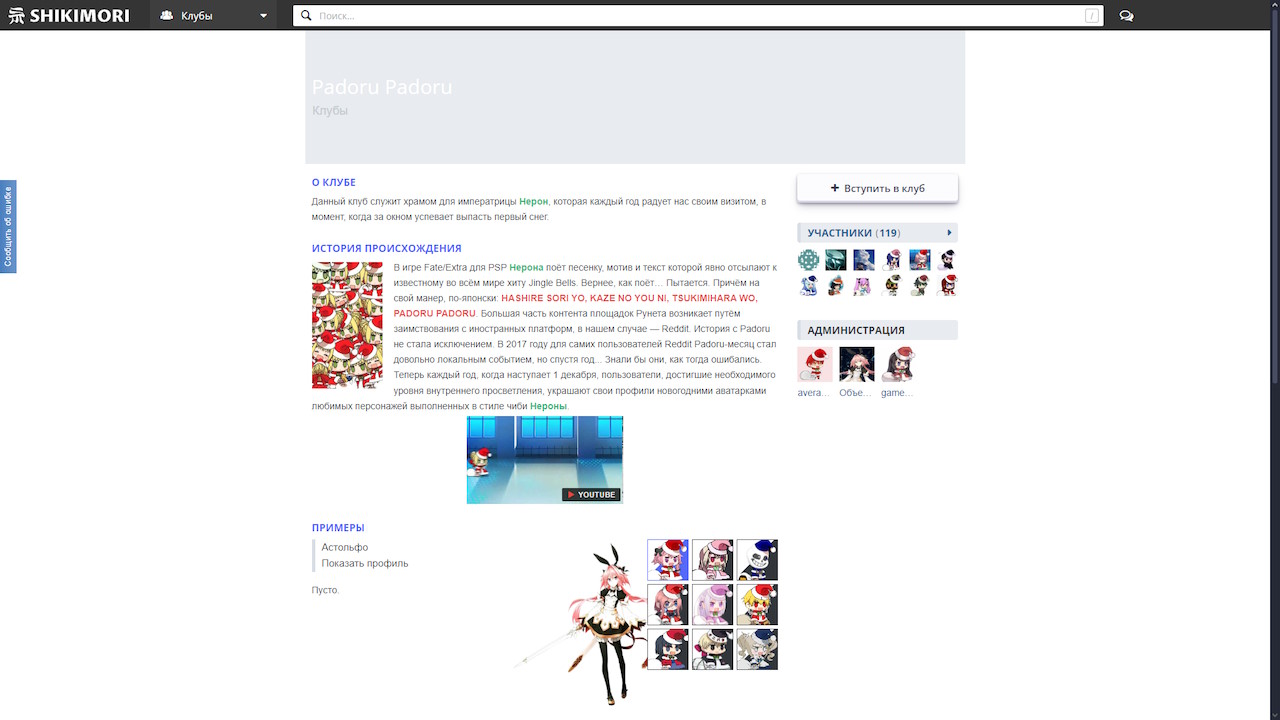 SHIKIMORI
Клубы
Поиск...
/
Padoru Padoru
Клубы
Сообщить об ошибке
О КЛУБЕ
Данный клуб служит храмом для императрицы Нерон, которая каждый год радует нас своим визитом, в
момент, когда за окном успевает выпасть первый снег.
ИСТОРИЯ ПРОИСХОЖДЕНИЯ
В игре Fate/Extra для PSP Нерона поёт песенку, мотив и текст которой явно отсылают к
известному во всём мире хиту Jingle Bells. Вернее, как поёт… Пытается. Причём на
свой манер, по-японски: HASHIRE SORI YO, KAZE NO YOU NI, TSUKIMIHARA WO,
PADORU PADORU. Большая часть контента площадок Рунета возникает путём
заимствования с иностранных платформ, в нашем случае — Reddit. История с Padoru
не стала исключением. В 2017 году для самих пользователей Reddit Padoru-месяц стал
довольно локальным событием, но спустя год... Знали бы они, как тогда ошибались.
Теперь каждый год, когда наступает 1 декабря, пользователи, достигшие необходимого
уровня внутреннего просветления, украшают свои профили новогодними аватарками
любимых персонажей выполненных в стиле чиби Нероны.
YOUTUBE
ПРИМЕРЫ
Астольфо
Показать профиль
Пусто.
+ Вступить в клуб
УЧАСТНИКИ (119)
АДМИНИСТРАЦИЯ
avera…
Объе…
game…